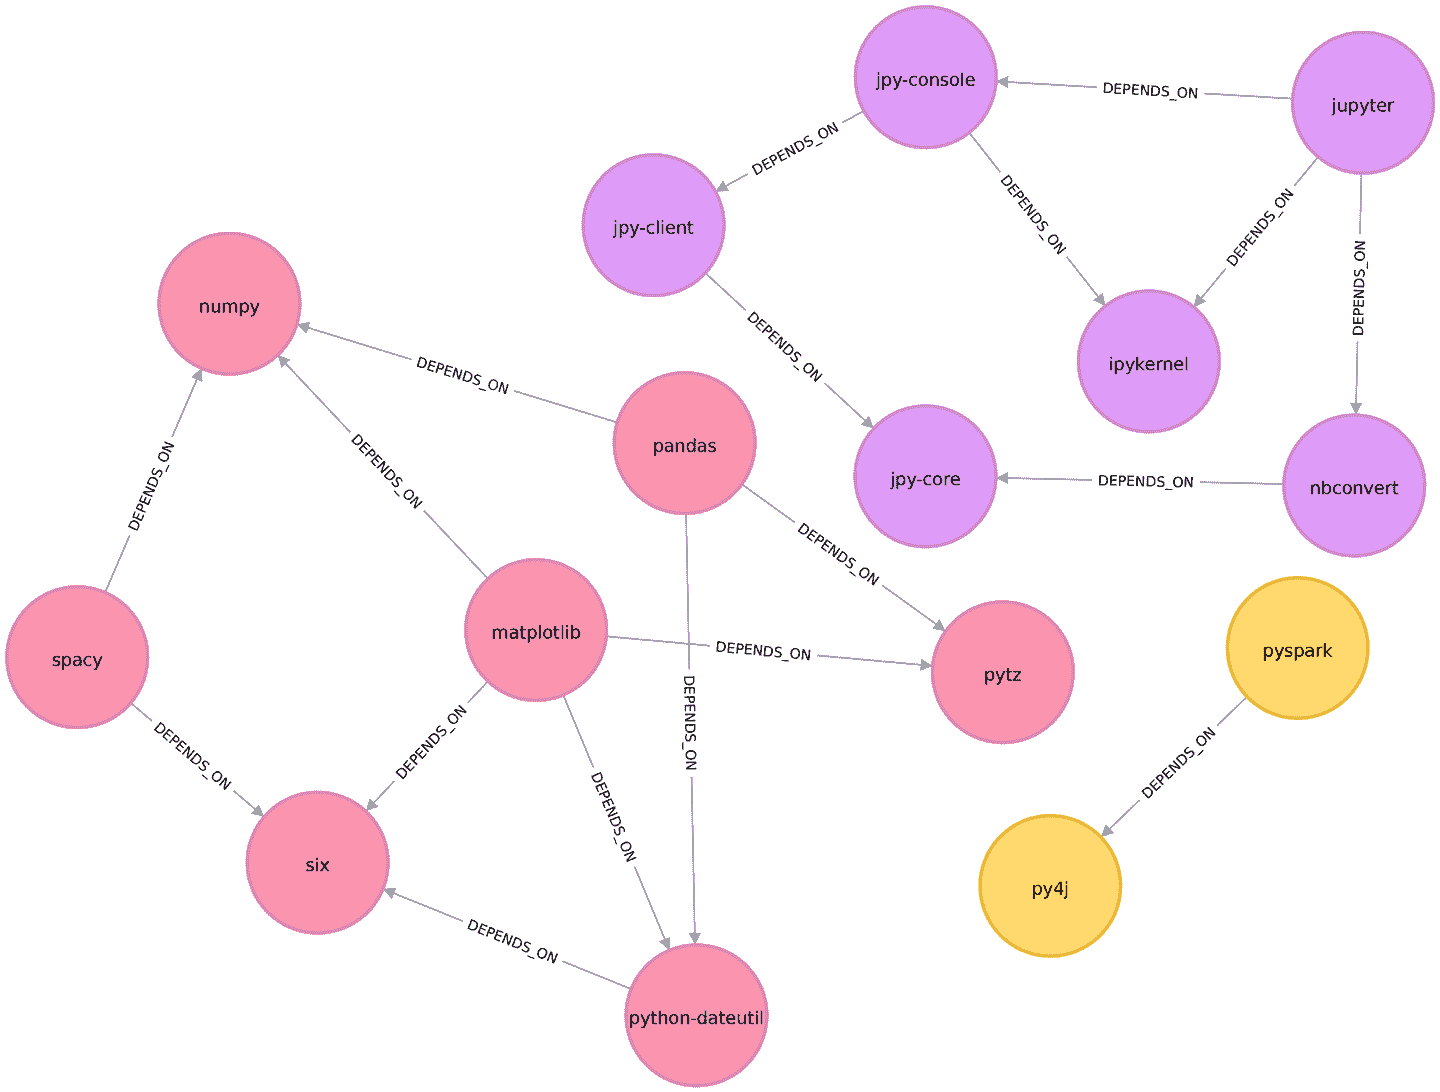 jpy-console
DEPENDS_ON
jupyter
DEPENDS_ON
jpy-client
DEPENDS_ON
DEPENDS_ON
DEPENDS_ON
numpy
DEPENDS_ON
ipykernel
DEPENDS_ON
pandas
DEPENDS_ON
DEPENDS_ON
jpy-core
DEPENDS_ON
nbconvert
DEPENDS_ON
DEPENDS_ON
spacy
matplotlib
DEPENDS_ON
pytz
pyspark
DEPENDS_ON
DEPENDS_ON
DEPENDS_ON
DEPENDS_ON
DEPENDS_ON
six
py4j
DEPENDS_ON
python-dateutil